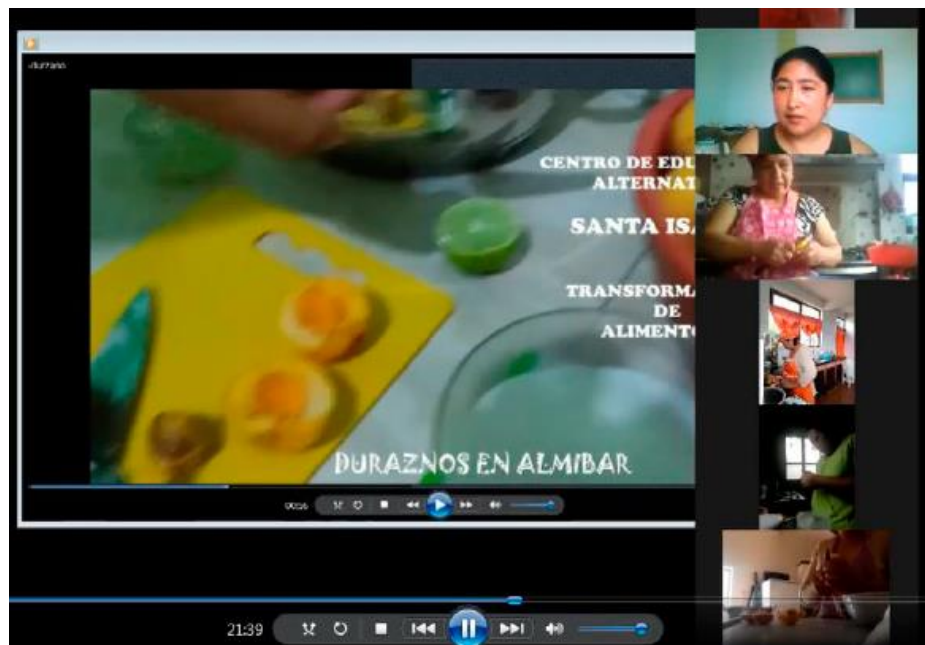 CENTRO DE EDU
ALTERNAT
SANTA ISA
TRANSFORMA
DE
ALIMENTO
DURAZNOS EN ALMIBAR
21:39